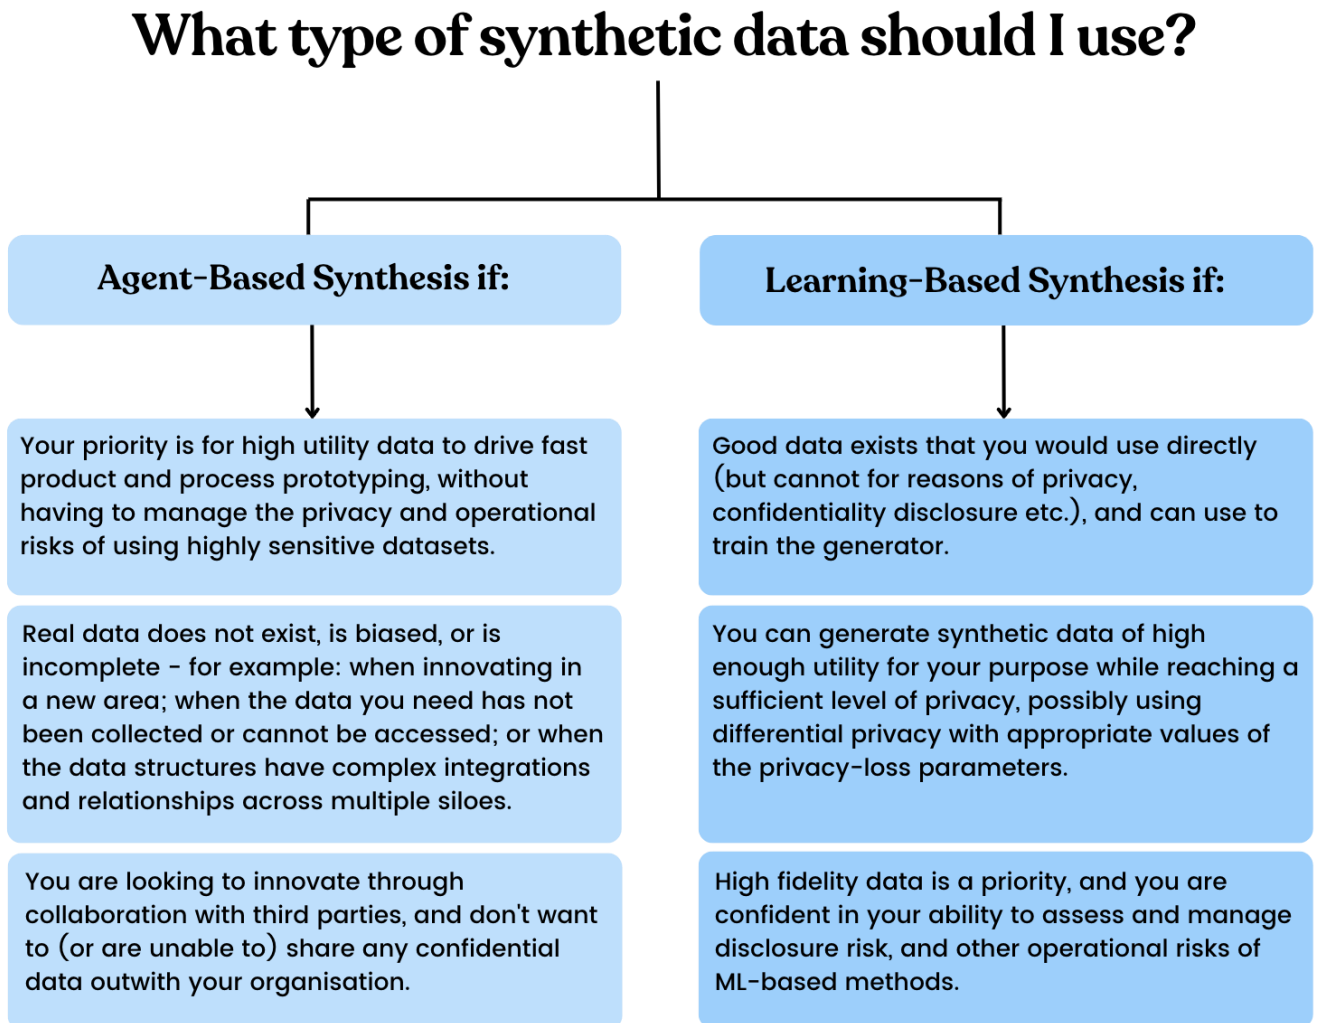 What type of synthetic data should I use?
Agent-Based Synthesis if:
Your priority is for high utility data to drive fast
product and process prototyping, without
having to manage the privacy and operational
risks of using highly sensitive datasets.
Real data does not exist, is biased, or is
incomplete - for example: when innovating in
a new area; when the data you need has not
been collected or cannot be accessed; or when
the data structures have complex integrations
and relationships across multiple siloes.
You are looking to innovate through
collaboration with third parties, and don't want
to (or are unable to) share any confidential
data outwith your organisation.
Learning-Based Synthesis if:
Good data exists that you would use directly
(but cannot for reasons of privacy,
confidentiality disclosure etc.), and can use to
train the generator.
You can generate synthetic data of high
enough utility for your purpose while reaching a
sufficient level of privacy, possibly using
differential privacy with appropriate values of
the privacy-loss parameters.
High fidelity data is a priority, and you are
confident in your ability to assess and manage
disclosure risk, and other operational risks of
ML-based methods.